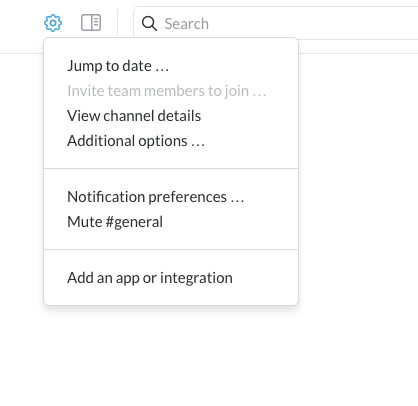 Search
Jump to date …
Invite team members to join …
View channel details
Additional options …
Notification preferences …
Mute #general
Add an app or integration